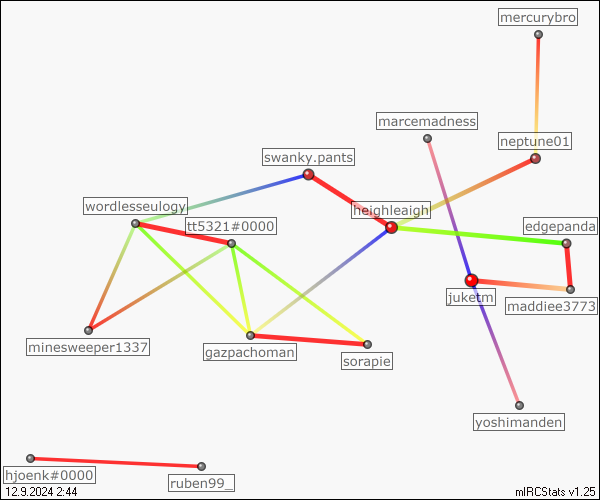 mercurybro
marcemadness
neptune01
swanky.pants
wordlesseulogy
heighleaigh
tt5321#0000
edgepanda
juketm
maddiee3773
minesweeper1337
gazpachoman
sorapie
yoshimanden
hjoenk#0000
ruben99_
12.9.2024 2:44
mIRCStats v1.25